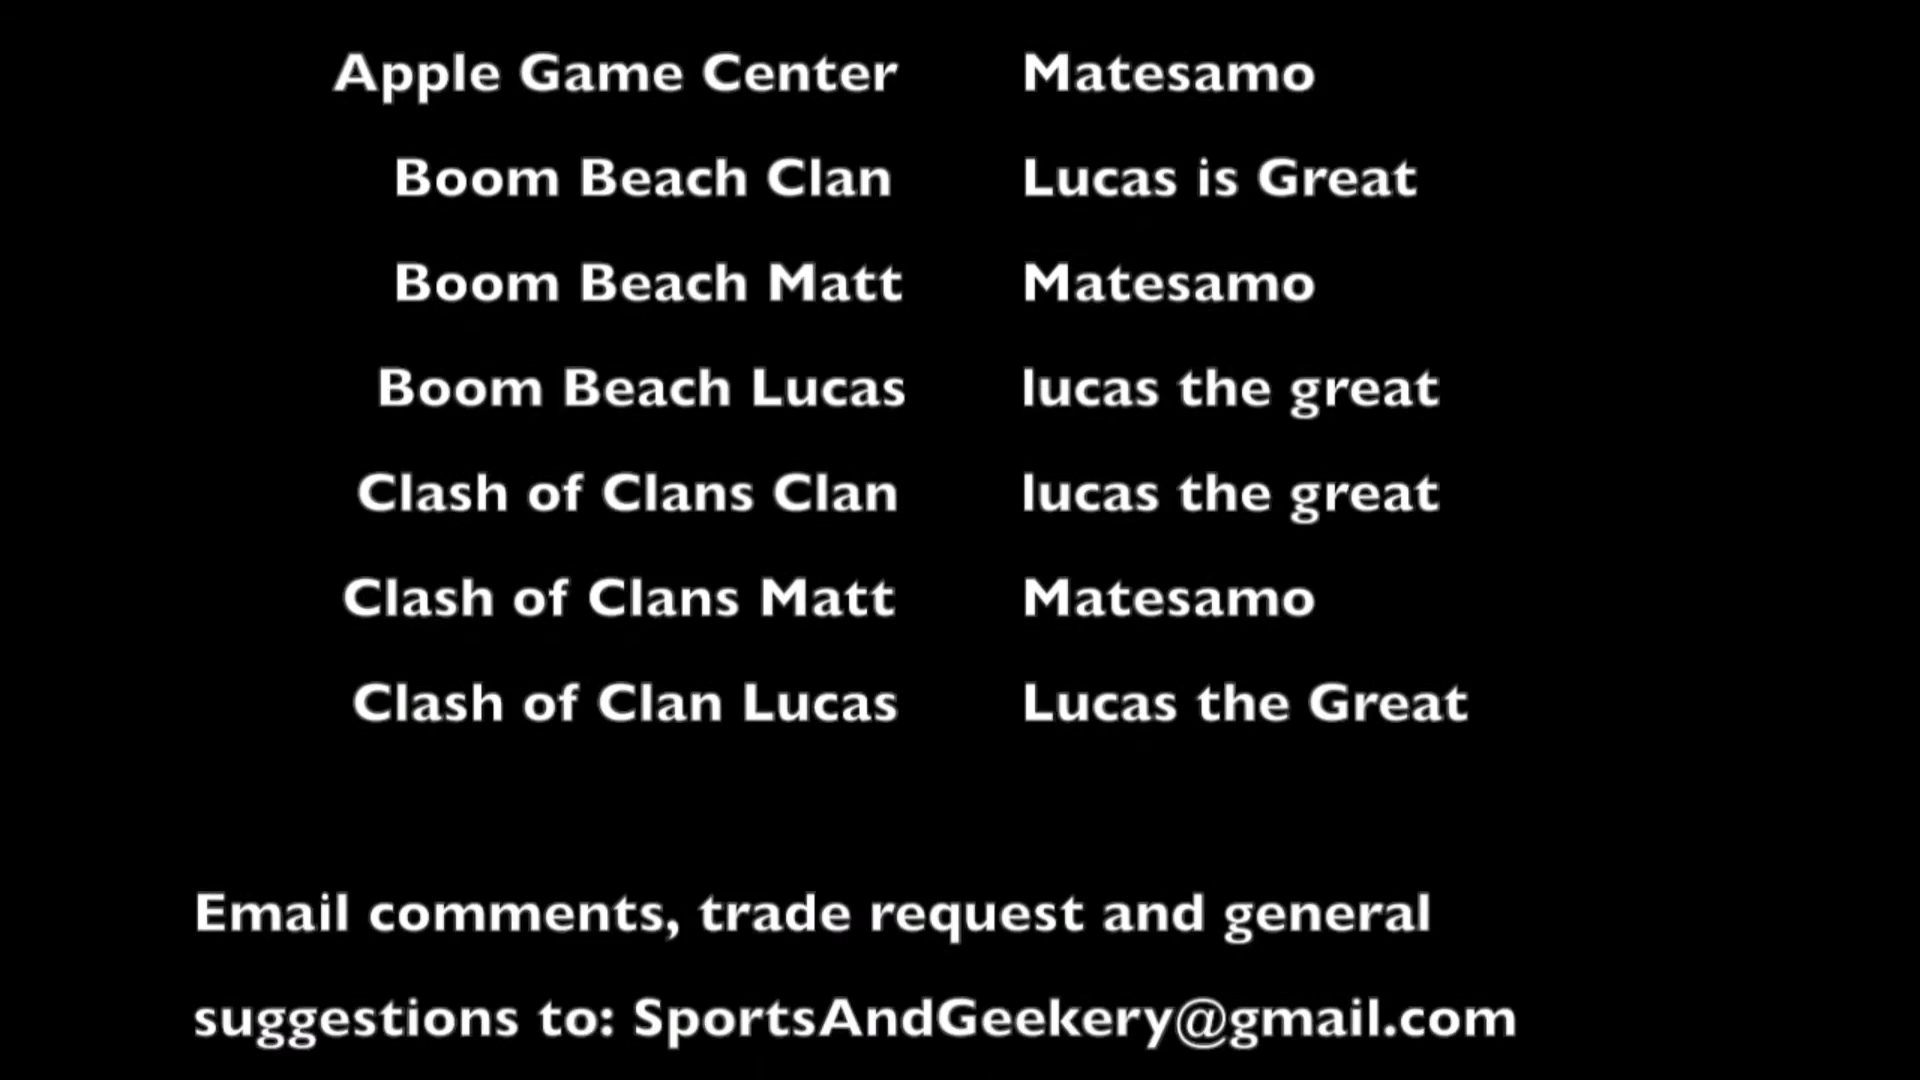 Apple Game Center Matesamo
Boom Beach Clan Lucas is Great
Boom Beach Matt Matesamo
Boom Beach Lucas lucas the great
Clash of Clans Clan lucas the great
Clash of Clans Matt Matesamo
Clash of Clan Lucas Lucas the Great
Email comments, trade request and general
suggestions to: SportsAndGeekery@gmail.com